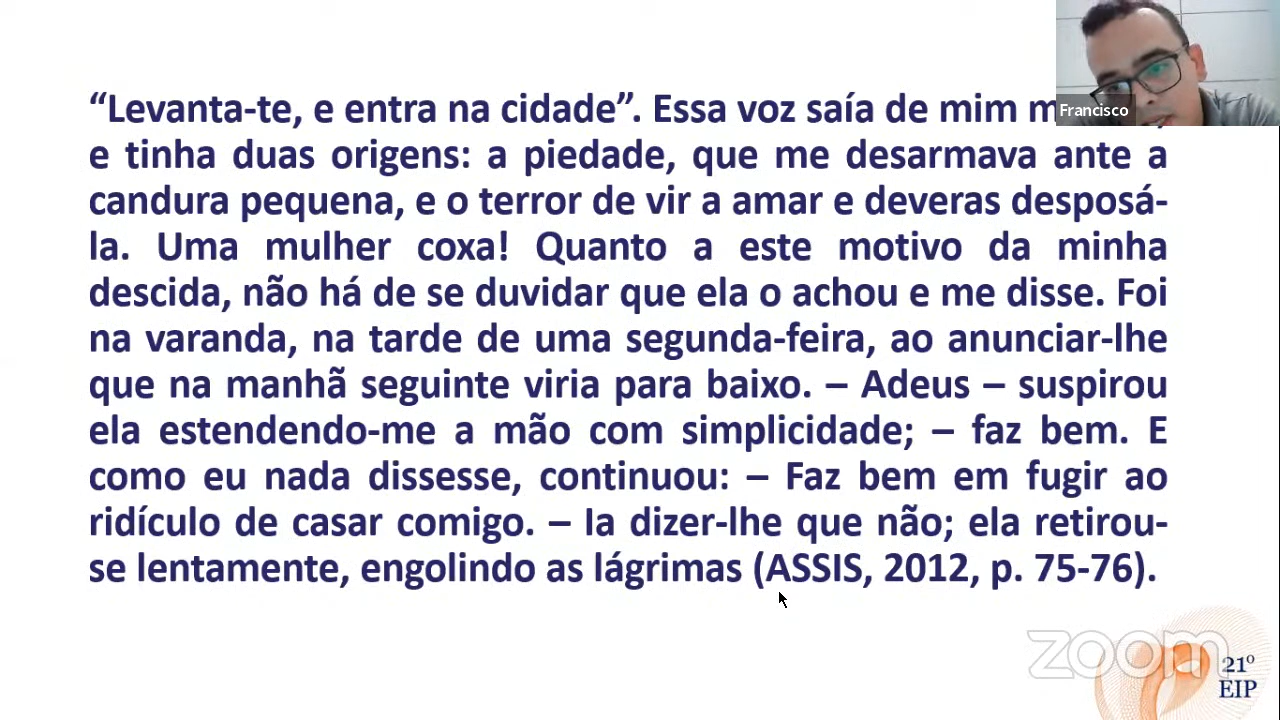 “Levanta-te, e entra na cidade”. Essa voz saía de mim
Francisco
e tinha duas origens: a piedade, que me desarmava ante a
candura pequena, e o terror de vir a amar e deveras desposá-
la. Uma mulher coxa! Quanto a este motivo da minha
descida, não há de se duvidar que ela o achou e me disse. Foi
na varanda, na tarde de uma segunda-feira, ao anunciar-lhe
que na manhã seguinte viria para baixo. – Adeus – suspirou
ela estendendo-me a mão com simplicidade; – faz bem. E
como eu nada dissesse, continuou: – Faz bem em fugir ao
ridículo de casar comigo. – Ia dizer-lhe que não; ela retirou-
se lentamente, engolindo as lágrimas (ASSIS, 2012, p. 75-76).
zoom
21º
EIP